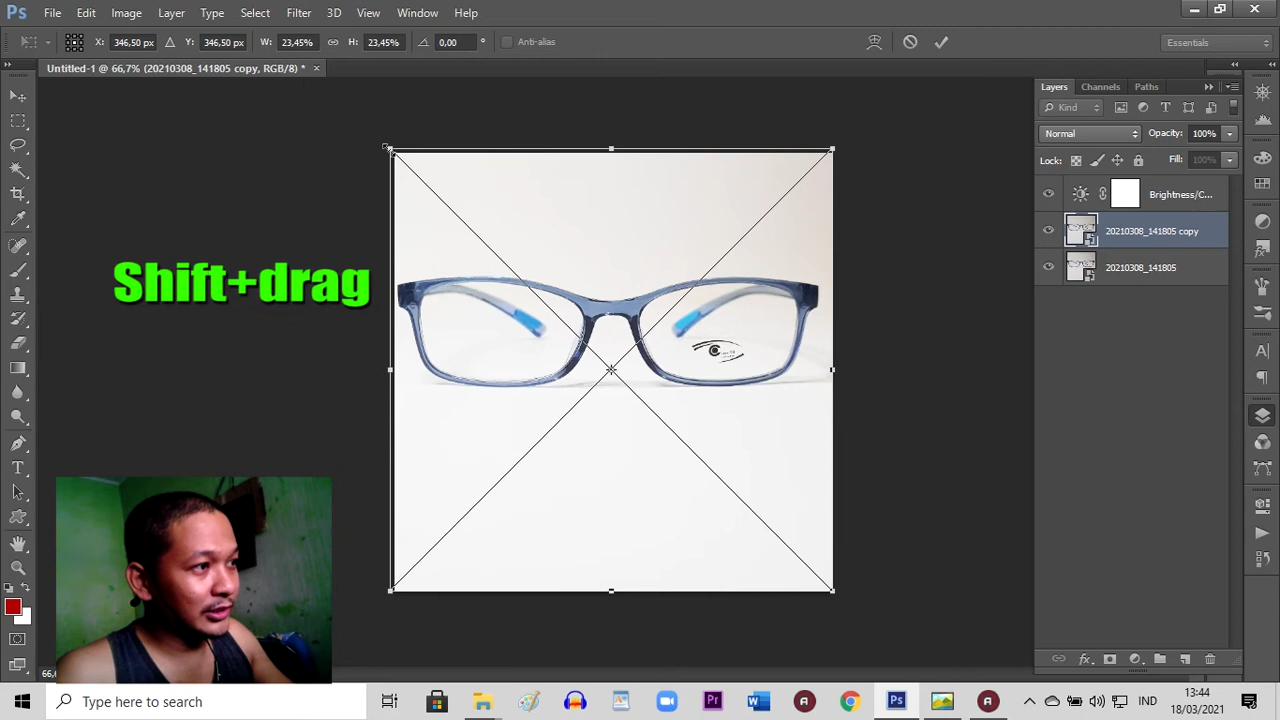 Ps File Edit Image Layer Type Select Filter 3D View Window Help
X: 346,50 px Y: 346,50 px W: 23,45% H: 23,45% 0,00 ° Anti-alias Essentials
Untitled-1 @ 66,7% (20210308_141805 copy, RGB/8) * ×
Layers Channels Paths
Kind
Normal Opacity: 100%
Lock: Fill: 100%
Brightness/C...
20210308_141805 copy
20210308_141805
Shift+drag
Type here to search
IND
13:44
18/03/2021